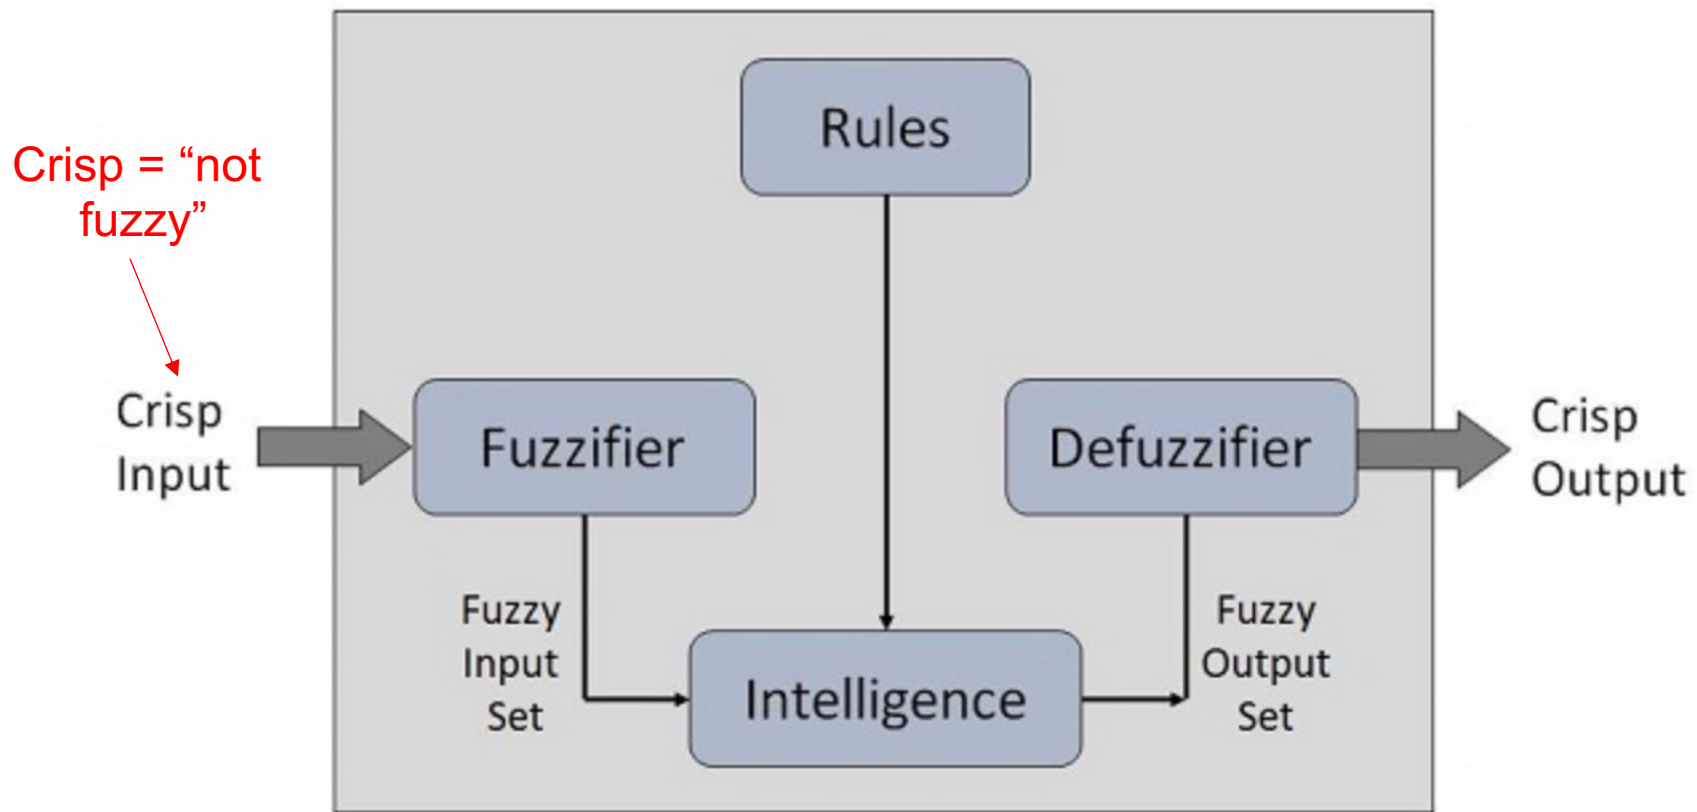 Rules
Crisp = “not
fuzzy”
Crisp
Input
Fuzzifier
Defuzzifier
Crisp
Output
Fuzzy
Input
Set
Intelligence
Fuzzy
Output
Set